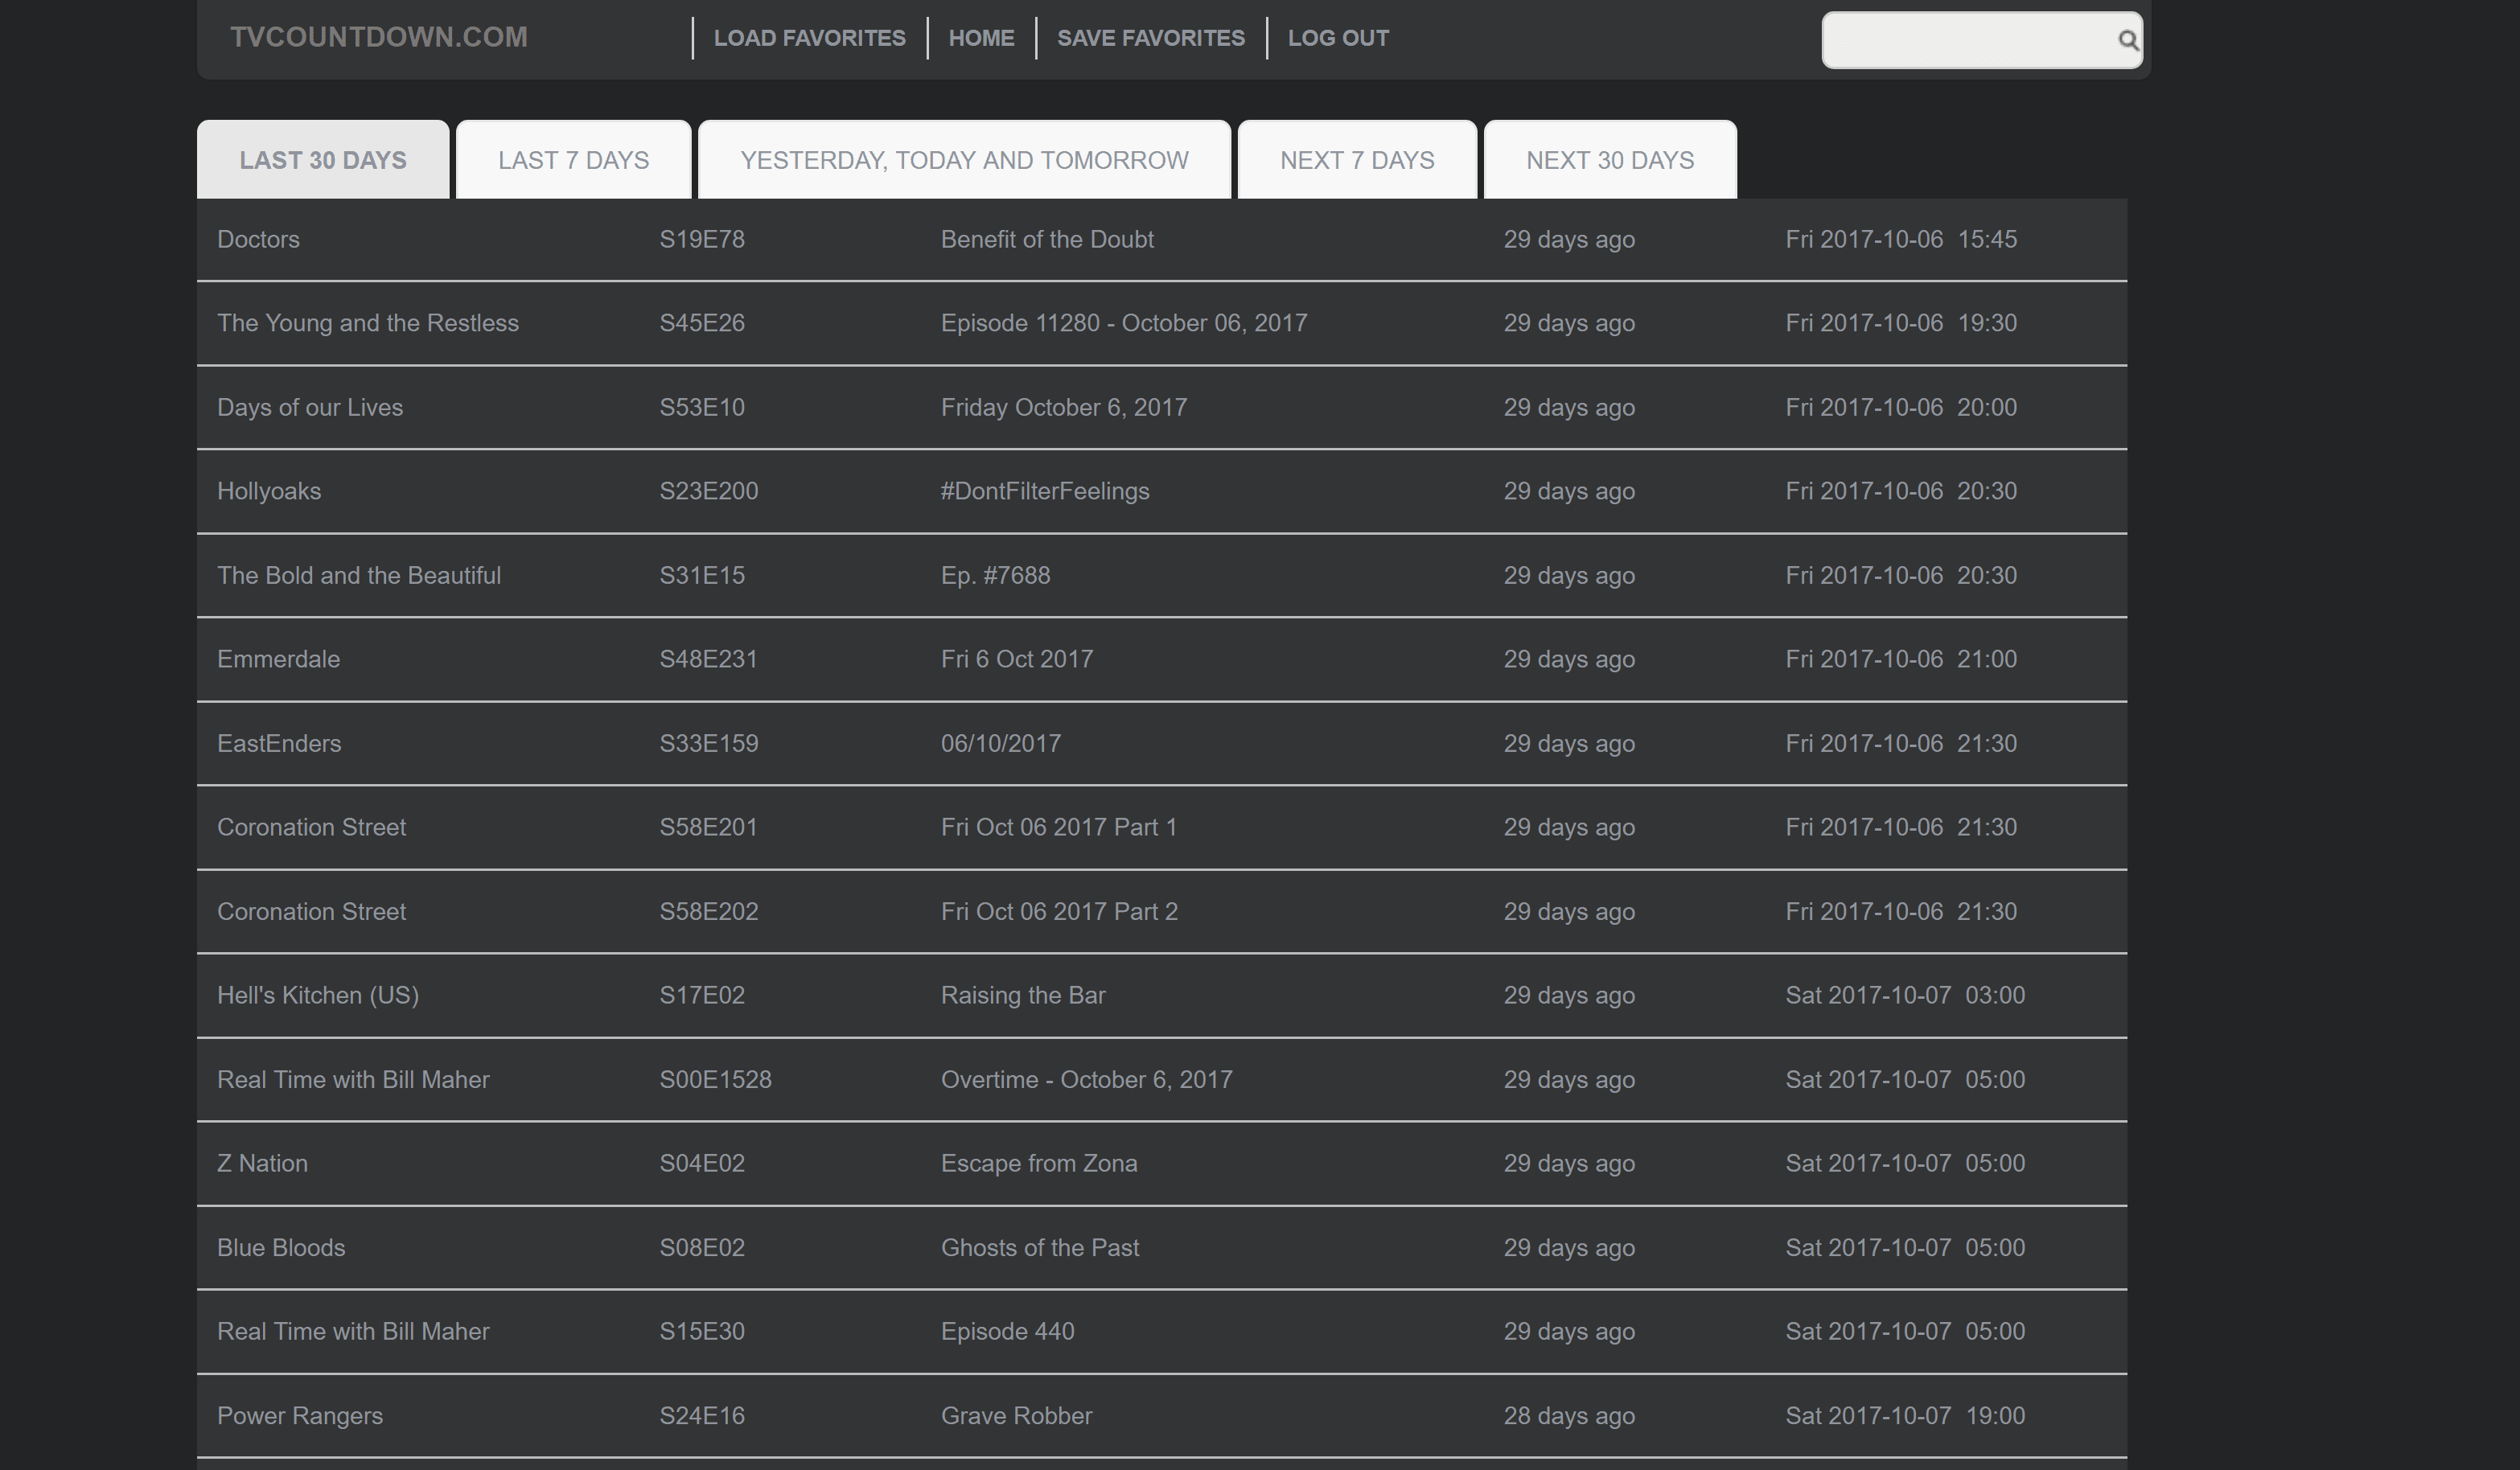 TVCOUNTDOWN.COM LOAD FAVORITES HOME SAVE FAVORITES LOG OUT
LAST 30 DAYS LAST 7 DAYS YESTERDAY, TODAY AND TOMORROW NEXT 7 DAYS NEXT 30 DAYS
Doctors S19E78 Benefit of the Doubt 29 days ago Fri 2017-10-06 15:45
The Young and the Restless S45E26 Episode 11280 - October 06, 2017 29 days ago Fri 2017-10-06 19:30
Days of our Lives S53E10 Friday October 6, 2017 29 days ago Fri 2017-10-06 20:00
Hollyoaks S23E200 #DontFilterFeelings 29 days ago Fri 2017-10-06 20:30
The Bold and the Beautiful S31E15 Ep. #7688 29 days ago Fri 2017-10-06 20:30
Emmerdale S48E231 Fri 6 Oct 2017 29 days ago Fri 2017-10-06 21:00
EastEnders S33E159 06/10/2017 29 days ago Fri 2017-10-06 21:30
Coronation Street S58E201 Fri Oct 06 2017 Part 1 29 days ago Fri 2017-10-06 21:30
Coronation Street S58E202 Fri Oct 06 2017 Part 2 29 days ago Fri 2017-10-06 21:30
Hell's Kitchen (US) S17E02 Raising the Bar 29 days ago Sat 2017-10-07 03:00
Real Time with Bill Maher S00E1528 Overtime - October 6, 2017 29 days ago Sat 2017-10-07 05:00
Z Nation S04E02 Escape from Zona 29 days ago Sat 2017-10-07 05:00
Blue Bloods S08E02 Ghosts of the Past 29 days ago Sat 2017-10-07 05:00
Real Time with Bill Maher S15E30 Episode 440 29 days ago Sat 2017-10-07 05:00
Power Rangers S24E16 Grave Robber 28 days ago Sat 2017-10-07 19:00